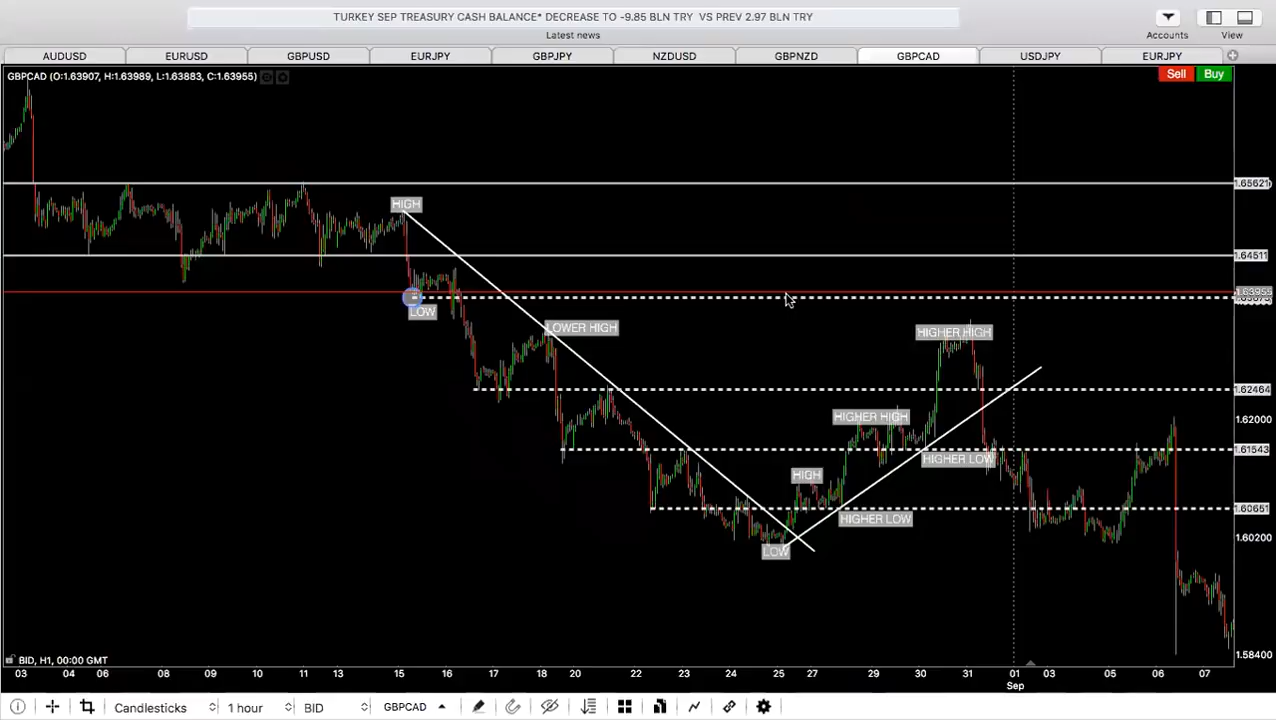 TURKEY SEP TREASURY CASH BALANCE* DECREASE TO -9.85 BLN TRY VS PREV 2.97 BLN TRY
Latest news
Accounts
View
AUDUSD EURUSD GBPUSD EURJPY GBPJPY NZDUSD GBPNZD GBPCAD USDJPY EURJPY
GBPCAD (O:1.63907, H:1.63989, L:1.63883, C:1.63955)
Sell Buy
1.65621
HIGH
1.64511
1.63955
LOW
LOWER HIGH
HIGHER HIGH
1.62464
HIGHER HIGH
1.62000
1.61543
HIGHER LOW
HIGH
1.60651
HIGHER LOW
1.60200
LOW
1.58400
BID, H1, 00:00 GMT
03 04 06 09 10 11 13 15 16 18 20 22 23 24 25 27 29 31 01 03 05 06 07
Sep
Candlesticks 1 hour BID GBPCAD